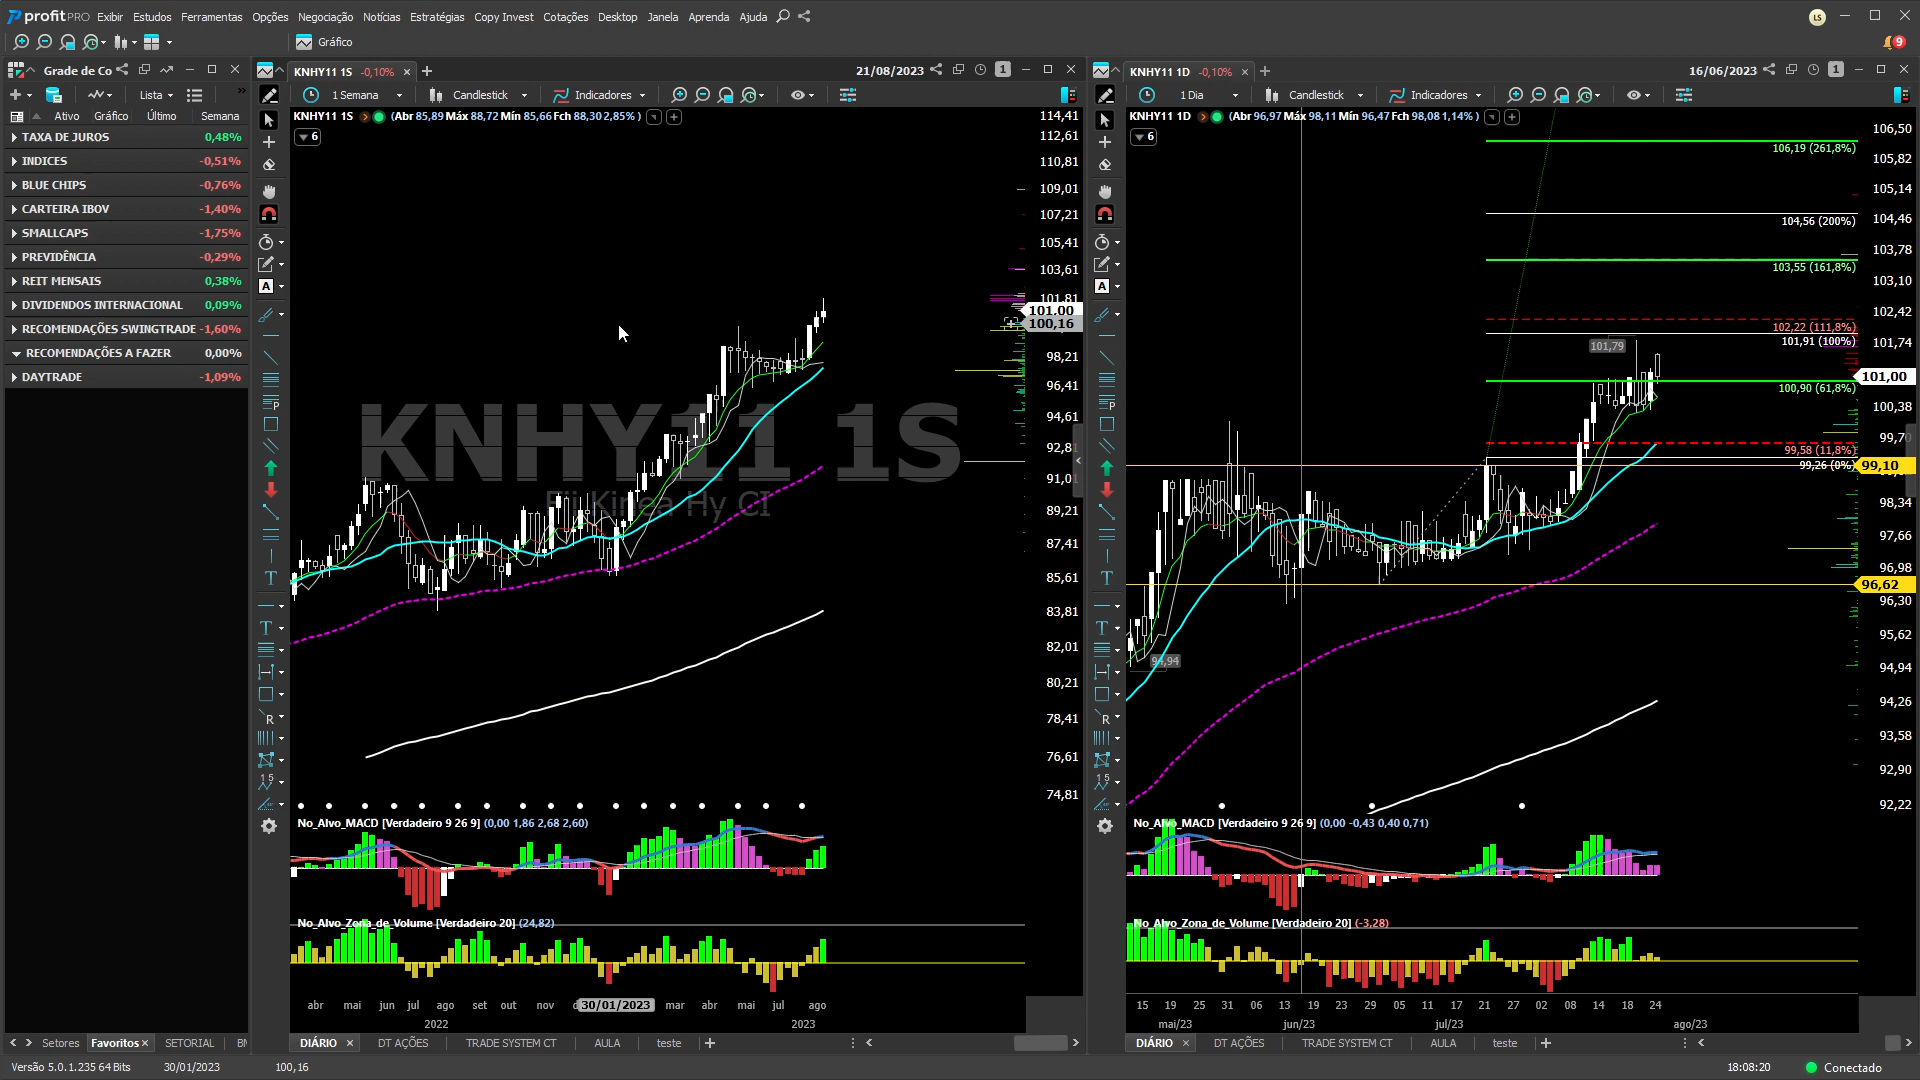 profitPRO Exibir Estudos Ferramentas Opções Negociação Notícias Estratégias Copy Invest Cotações Desktop Janela Aprenda Ajuda LS
Gráfico 9
Grade de Co
Lista
Ativo Gráfico Último Semana
TAXA DE JUROS 0,48%
INDICES -0,51%
BLUE CHIPS -0,76%
CARTEIRA IBOV -1,40%
SMALLCAPS -1,75%
PREVIDÊNCIA -0,29%
REIT MENSAIS 0,38%
DIVIDENDOS INTERNACIONAL 0,09%
RECOMENDAÇÕES SWINGTRADE -1,60%
RECOMENDAÇÕES A FAZER 0,00%
DAYTRADE -1,09%
KNHY11 1S -0,10% 21/08/2023 1
1 Semana Candlestick Indicadores
KNHY11 1S (Abr 85,89 Máx 88,72 Mín 85,66 Fch 88,30 2,85% )
6
KNHY11 1S
Fii Kinea Hy CI
114,41
112,61
110,81
109,01
107,21
105,41
103,61
101,81
101,00
100,16
98,21
96,41
94,61
92,81
91,01
89,21
87,41
85,61
83,81
82,01
80,21
78,41
76,61
74,81
No_Alvo_MACD [Verdadeiro 9 26 9] (0,00 1,86 2,68 2,60)
No_Alvo_Zona_de_Volume [Verdadeiro 20] (24,82)
abr mai jun jul ago set out nov 30/01/2023 mar abr mai jul ago
2022 2023
DIÁRIO DT AÇÕES TRADE SYSTEM CT AULA teste
KNHY11 1D -0,10% 16/06/2023 1
1 Dia Candlestick Indicadores
KNHY11 1D (Abr 96,97 Máx 98,11 Mín 96,47 Fch 98,08 1,14% )
6
106,19 (261,8%)
104,56 (200%)
103,55 (161,8%)
102,22 (111,8%)
101,91 (100%)
101,79
100,90 (61,8%)
99,58 (11,8%)
99,26 (0%)
94,94
106,50
105,82
105,14
104,46
103,78
103,10
102,42
101,74
101,00
100,38
99,70
99,10
98,34
97,66
96,98
96,62
96,30
95,62
94,94
94,26
93,58
92,90
92,22
No_Alvo_MACD [Verdadeiro 9 26 9] (0,00 -0,43 0,40 0,71)
No_Alvo_Zona_de_Volume [Verdadeiro 20] (-3,28)
15 19 25 31 06 13 19 23 29 05 11 17 21 27 02 08 14 18 24
mai/23 jun/23 jul/23 ago/23
DIÁRIO DT AÇÕES TRADE SYSTEM CT AULA teste
Setores Favoritos SETORIAL
Versão 5.0.1.235 64 Bits 30/01/2023 100,16 18:08:20 Conectado